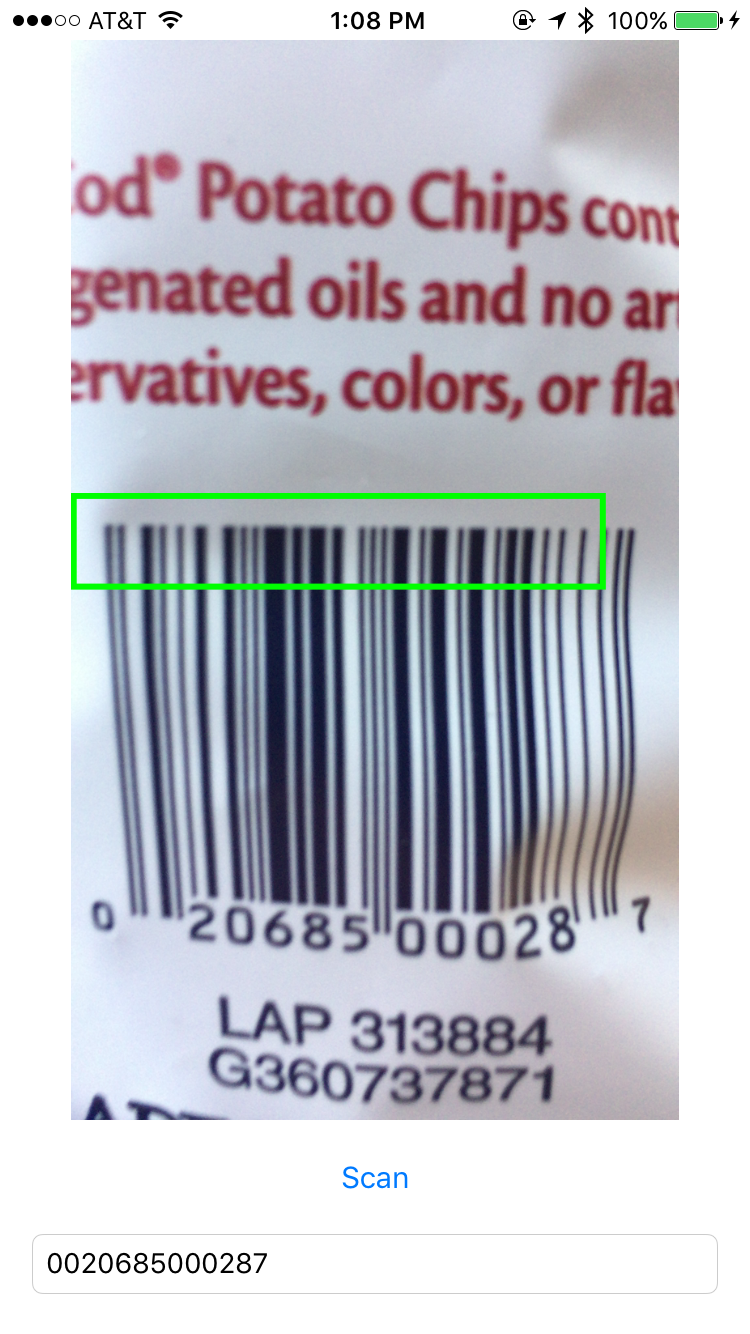 AT&T 1:08 PM 100%
od® Potato Chips cont
genated oils and no ar
ervatives, colors, or fla
0 20685 00028 7
LAP 313884
G360737871
Scan
0020685000287